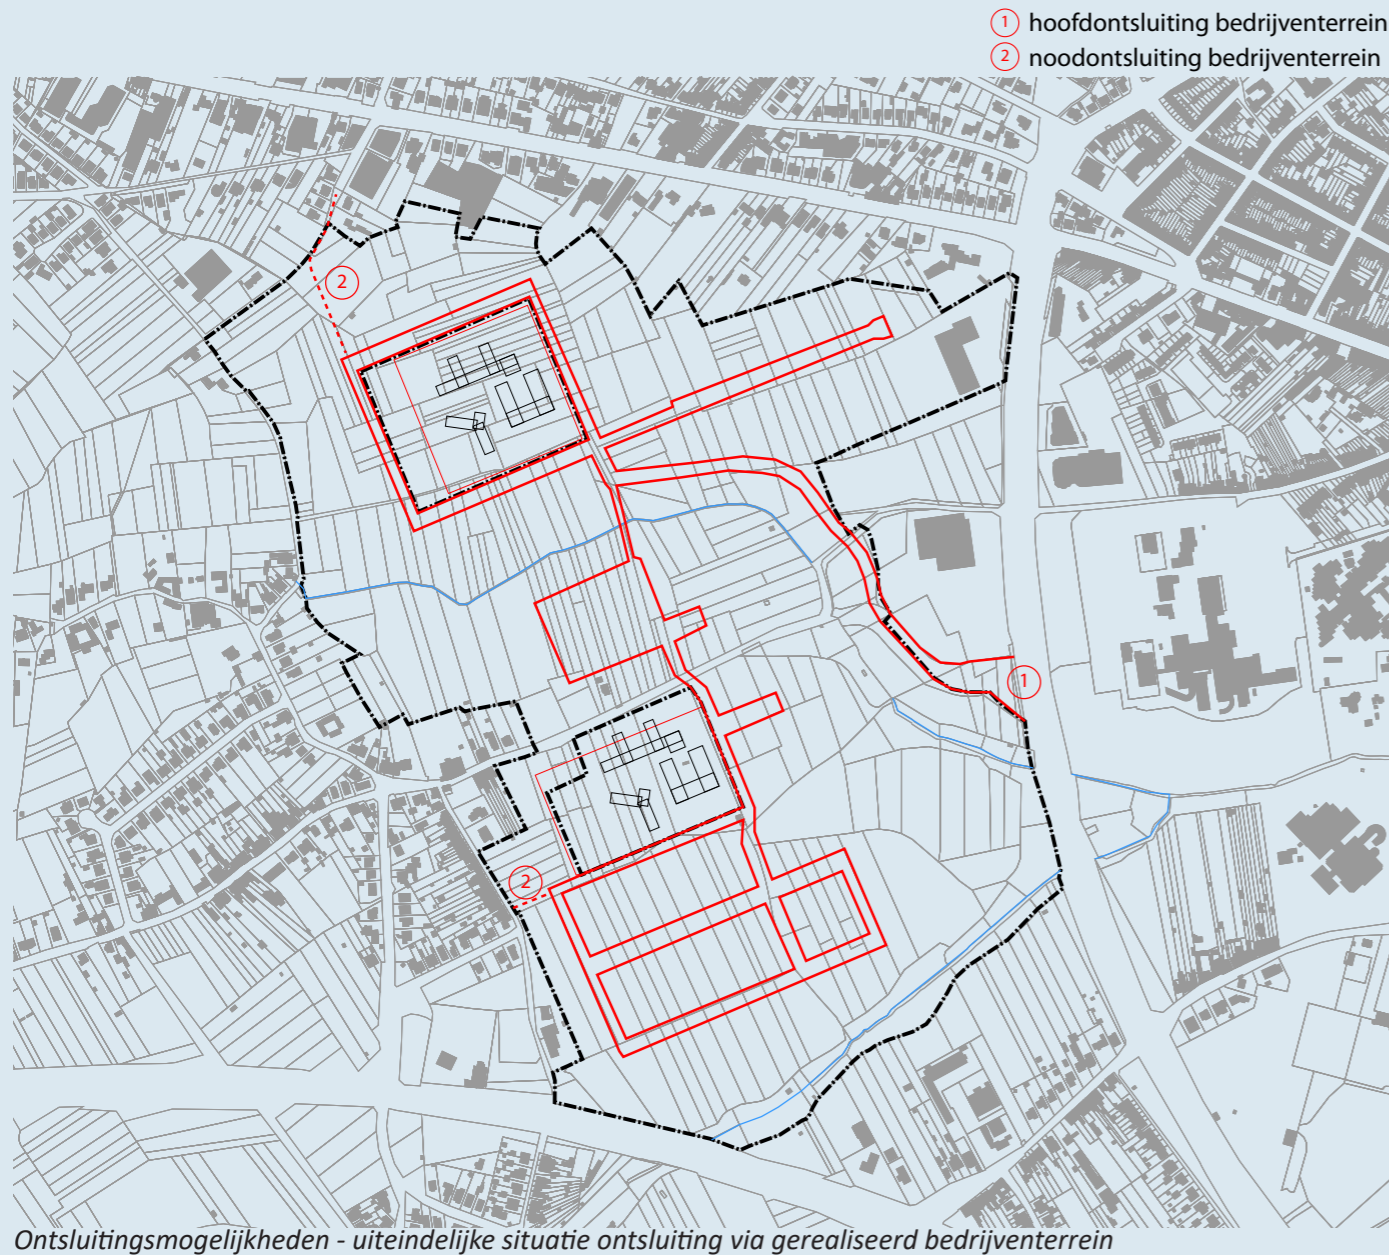 1 hoofdontsluiting bedrijventerrein
2 noodontsluiting bedrijventerrein
2
1
2
Ontsluitingsmogelijkheden - uiteindelijke situatie ontsluiting via gerealiseerd bedrijventerrein